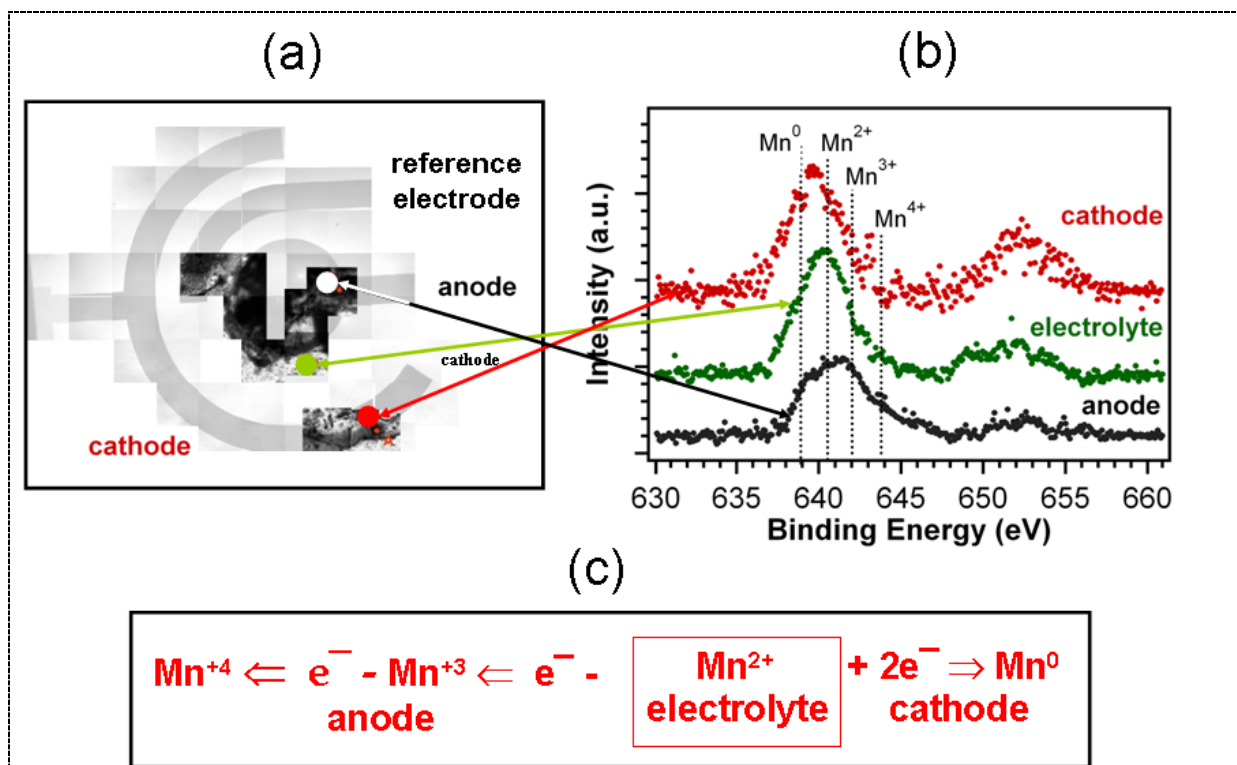 (a)
reference
electrode
anode
cathode
cathode
(b)
Mn⁰
Mn²⁺
Mn³⁺
Mn⁴⁺
cathode
electrolyte
anode
Intensity (a.u.)
630 635 640 645 650 655 660
Binding Energy (eV)
(c)
Mn⁺⁴ ⇐ e⁻ - Mn⁺³ ⇐ e⁻ - Mn²⁺ + 2e⁻ ⇒ Mn⁰
anode electrolyte cathode